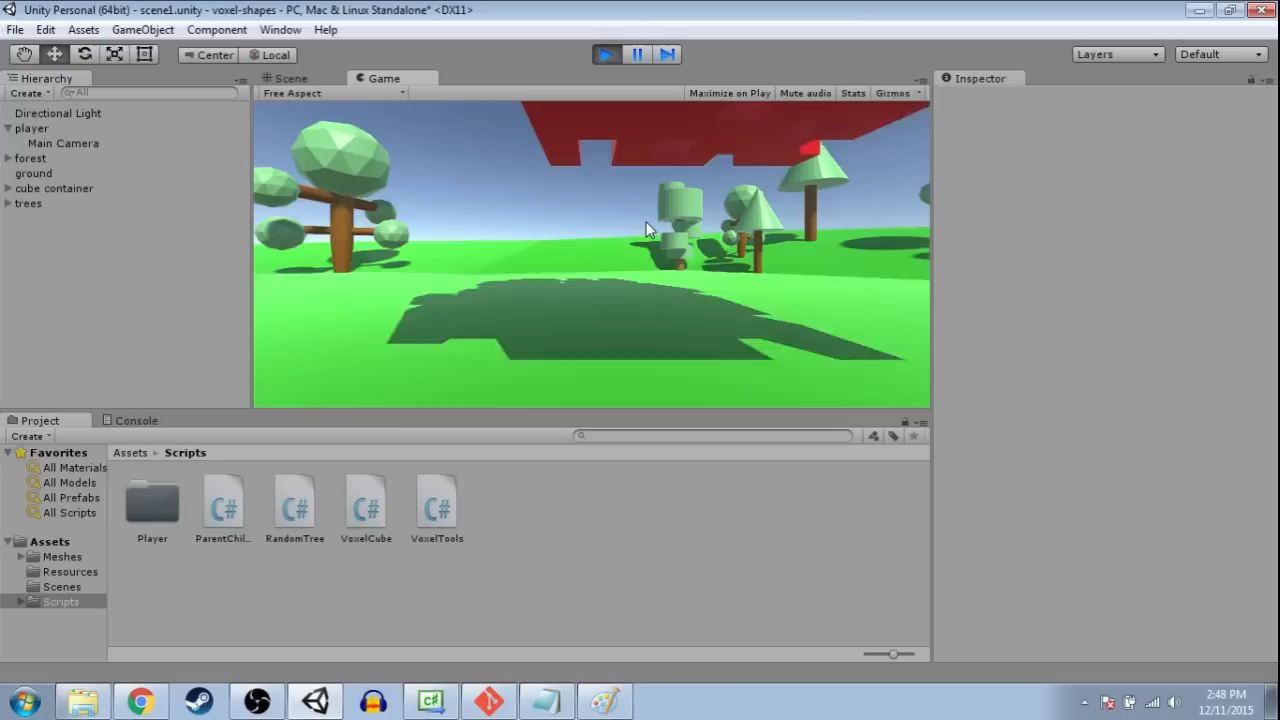 Unity Personal (64bit) - scene1.unity - voxel-shapes - PC, Mac & Linux Standalone* <DX11>
File Edit Assets GameObject Component Window Help
Center Local Layers Default
Hierarchy Scene Game Inspector
Create All Free Aspect Maximize on Play Mute audio Stats Gizmos
Directional Light
player
Main Camera
forest
ground
cube container
trees
Project Console
Create
Favorites Assets Scripts
All Materials
All Models
All Prefabs
All Scripts
C# C# C# C#
Player ParentChil... RandomTree VoxelCube VoxelTools
Assets
Meshes
Resources
Scenes
Scripts
C#
2:48 PM
12/11/2015